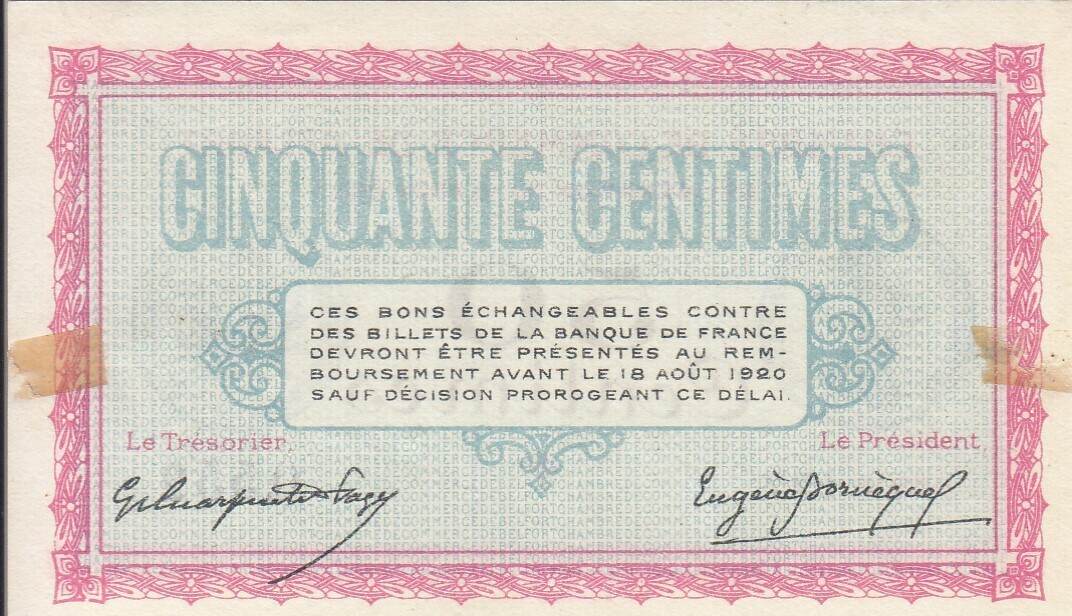 CINQUANTE CENTIMES
CES BONS ÉCHANGEABLES CONTRE
DES BILLETS DE LA BANQUE DE FRANCE
DEVRONT ÊTRE PRÉSENTÉS AU REM-
BOURSEMENT AVANT LE 18 AOÛT 1920
SAUF DÉCISION PROROGEANT CE DÉLAI.
Le Trésorier,
Le Président,